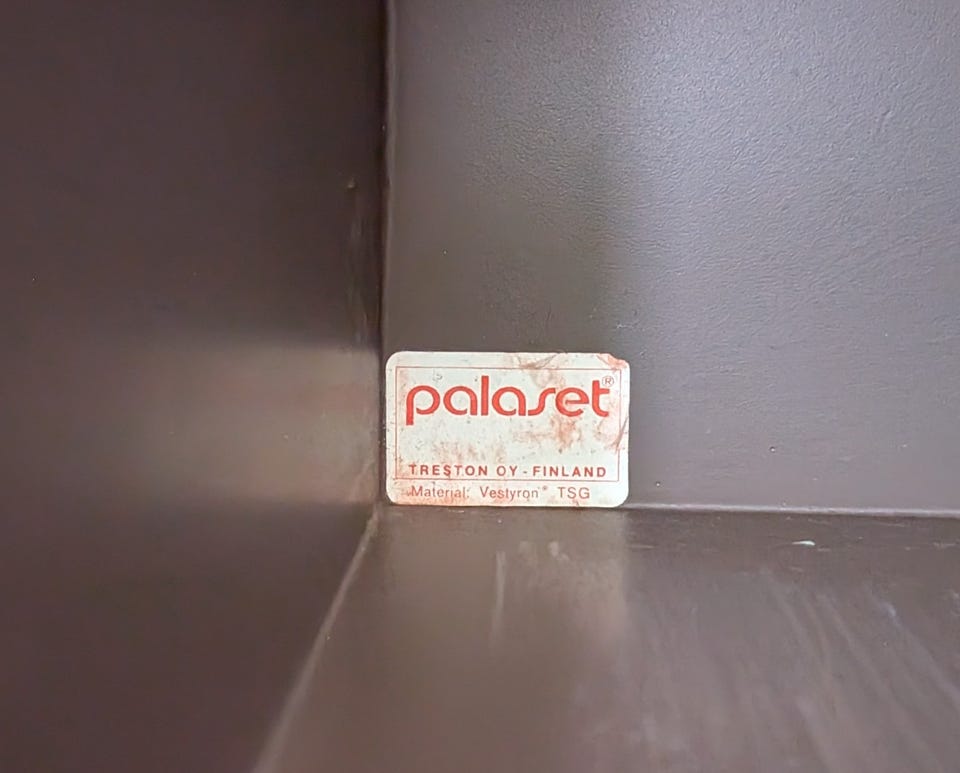 palaset®
TRESTON OY - FINLAND
Material: Vestyron® TSG